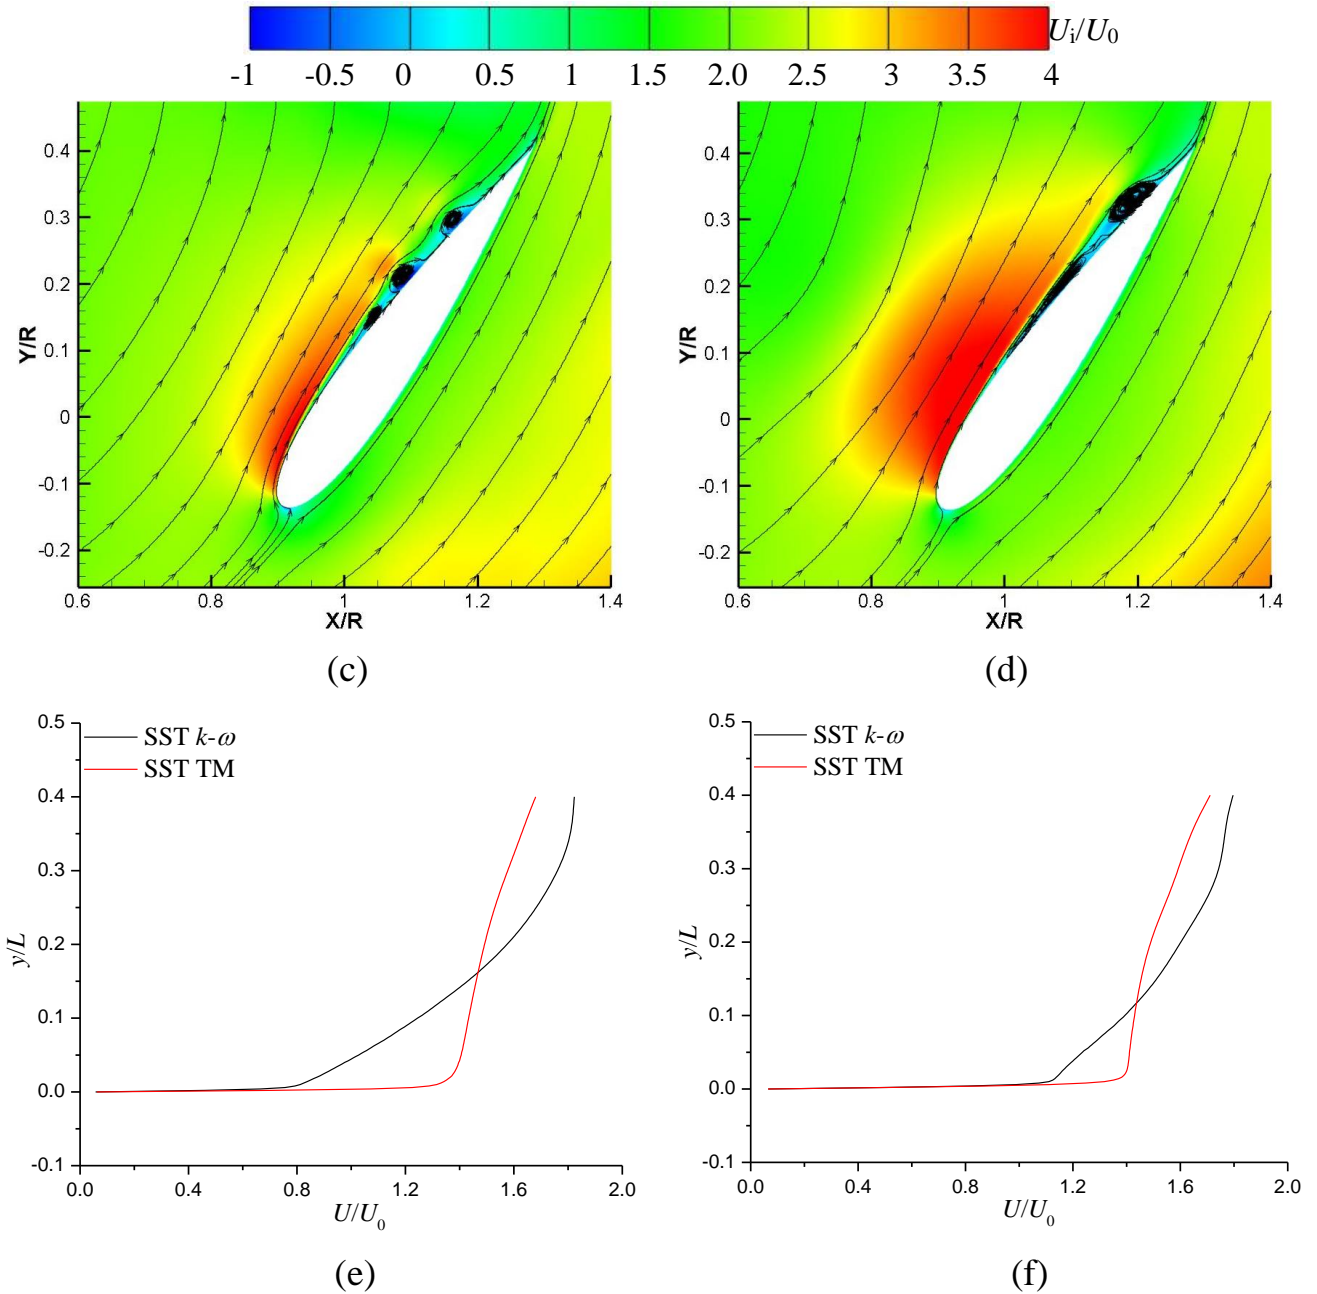 U_i/U_0
-1 -0.5 0 0.5 1 1.5 2.0 2.5 3 3.5 4
0.4
0.3
0.2
0.1
0
-0.1
-0.2
Y/R
0.6 0.8 1 1.2 1.4
X/R
(c)
0.4
0.3
0.2
0.1
0
-0.1
-0.2
Y/R
0.6 0.8 1 1.2 1.4
X/R
(d)
SST k-ω
SST TM
0.5
0.4
0.3
0.2
0.1
0.0
-0.1
y/L
0.0 0.4 0.8 1.2 1.6 2.0
U/U_0
(e)
SST k-ω
SST TM
0.5
0.4
0.3
0.2
0.1
0.0
-0.1
y/L
0.0 0.4 0.8 1.2 1.6 2.0
U/U_0
(f)